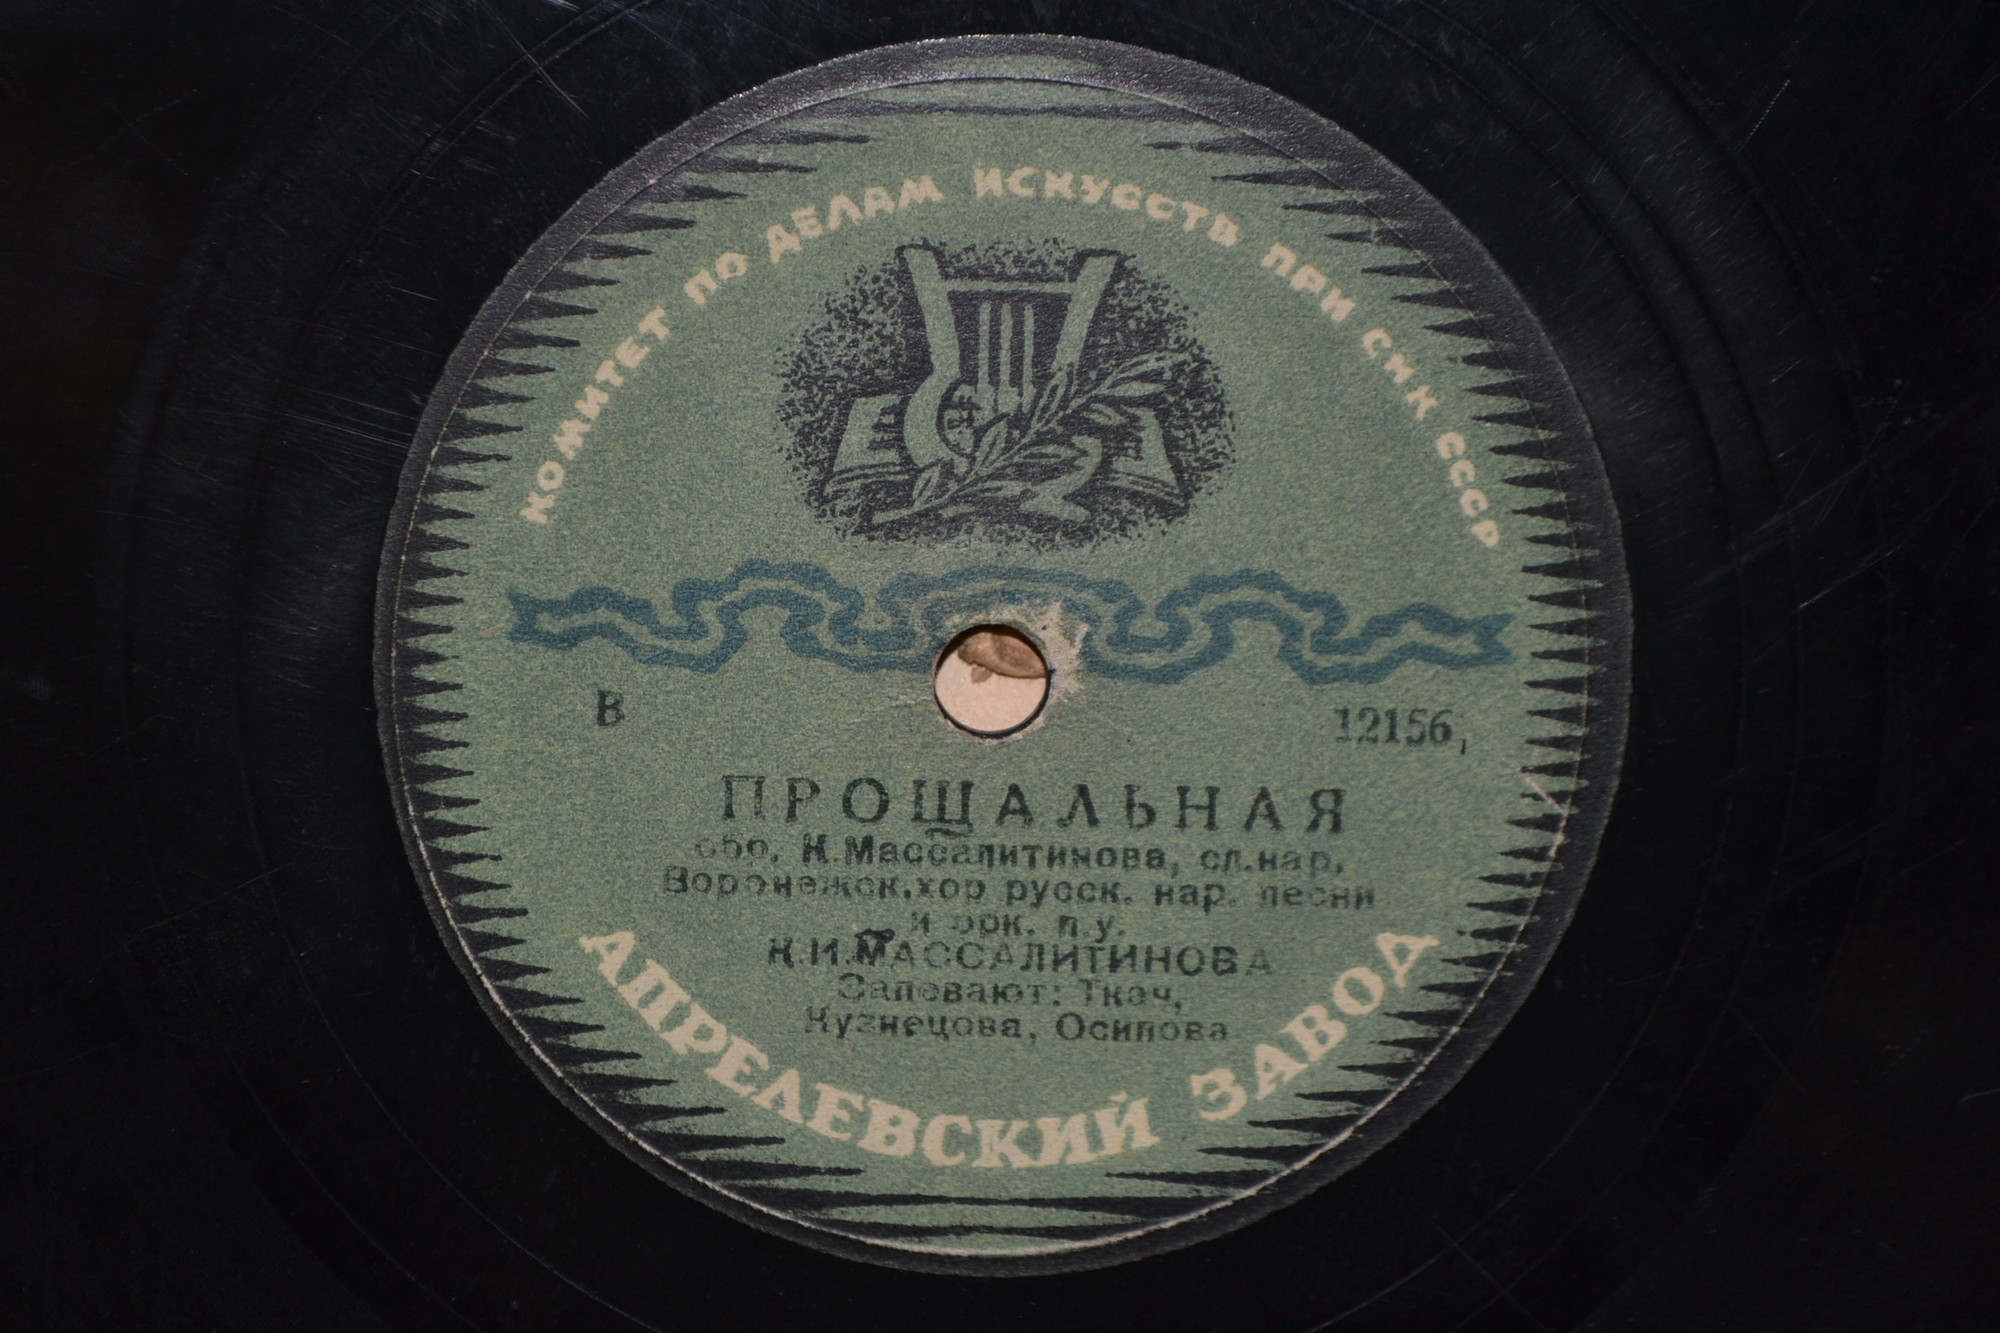 КОМИТЕТ ПО ДЕЛАМ ИСКУССТВ ПРИ СНК СССР
В 12156
ПРОЩАЛЬНАЯ
обр. К.Массалитинова, сл.нар.
Воронежск.хор русск. нар. песни
и орк. п.у.
К.И.МАССАЛИТИНОВА
Запевают: Ткач,
Кузнецова, Осипова
АПРЕЛЕВСКИЙ ЗАВОД